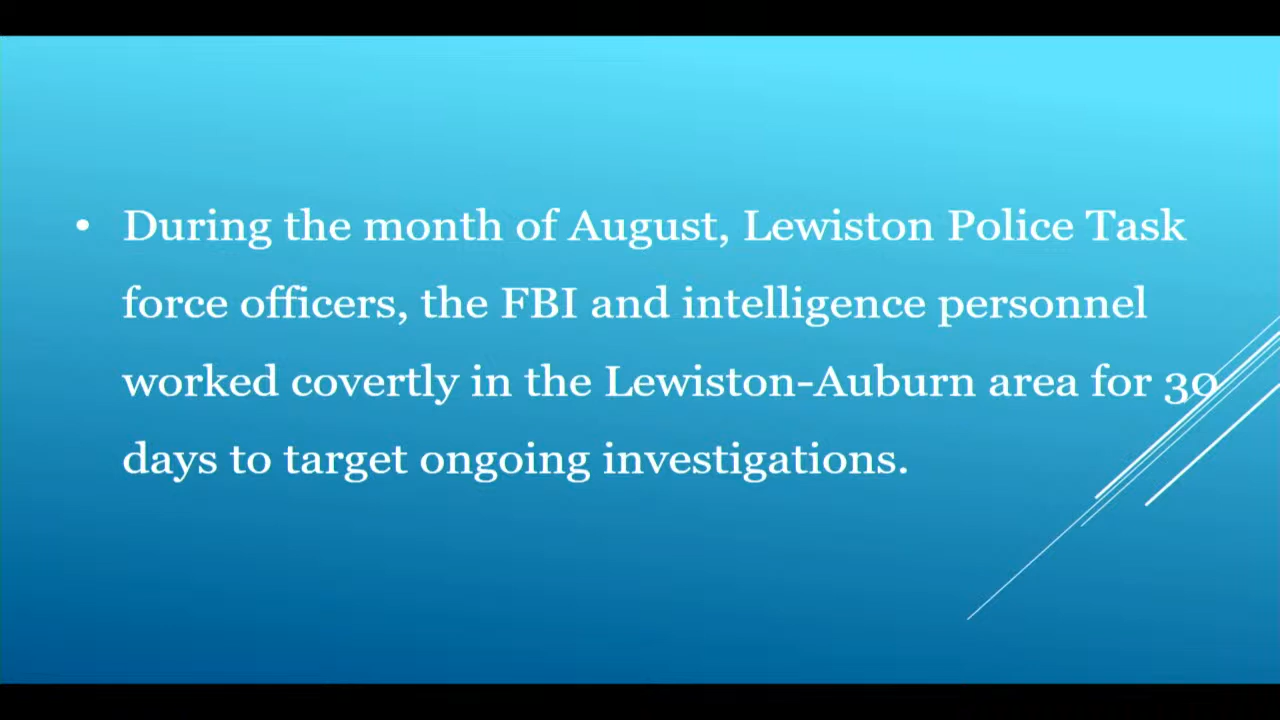 • During the month of August, Lewiston Police Task
force officers, the FBI and intelligence personnel
worked covertly in the Lewiston-Auburn area for 30
days to target ongoing investigations.